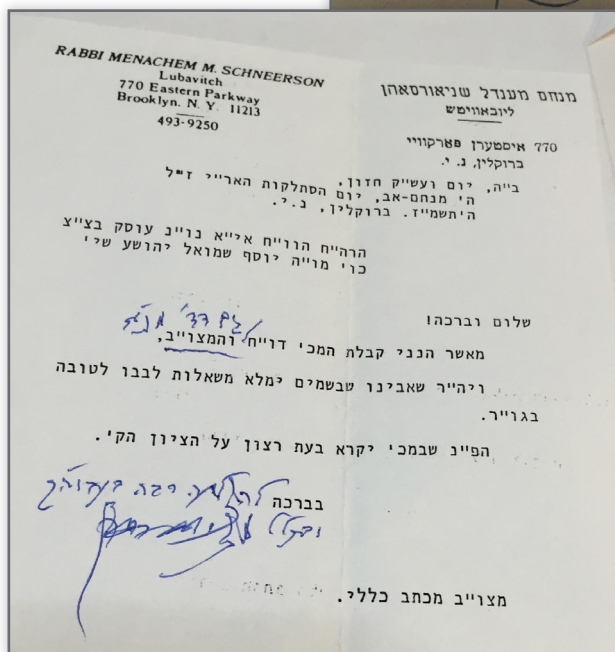 RABBI MENACHEM M. SCHNEERSON
Lubavitch
770 Eastern Parkway
Brooklyn. N. Y. 11213
493-9250
מנחם מענדל שניאורסאהן
ליובאוויטש
770 איסטערן פארקוויי
ברוקלין, נ. י.
ב"ה, יום ועש"ק חזון,
ה' מנחם-אב, יום הסתלקות האר"י ז"ל
ה'תשמ"ז. ברוקלין, נ.י.
הרה"ח הוו"ח אי"א נו"נ עוסק בצ"צ
כו' מו"ה יוסף שמואל יהושע שי'
שלום וברכה!
מאשר הנני קבלת המכ' דו"ח והמצו"ב,
ויה"ר שאבינו שבשמים ימלא משאלות לבבו לטובה
בגוי"ר.
הפ"נ שבמכ' יקרא בעת רצון על הציון הק'.
בברכה
מצו"ב מכתב כללי.